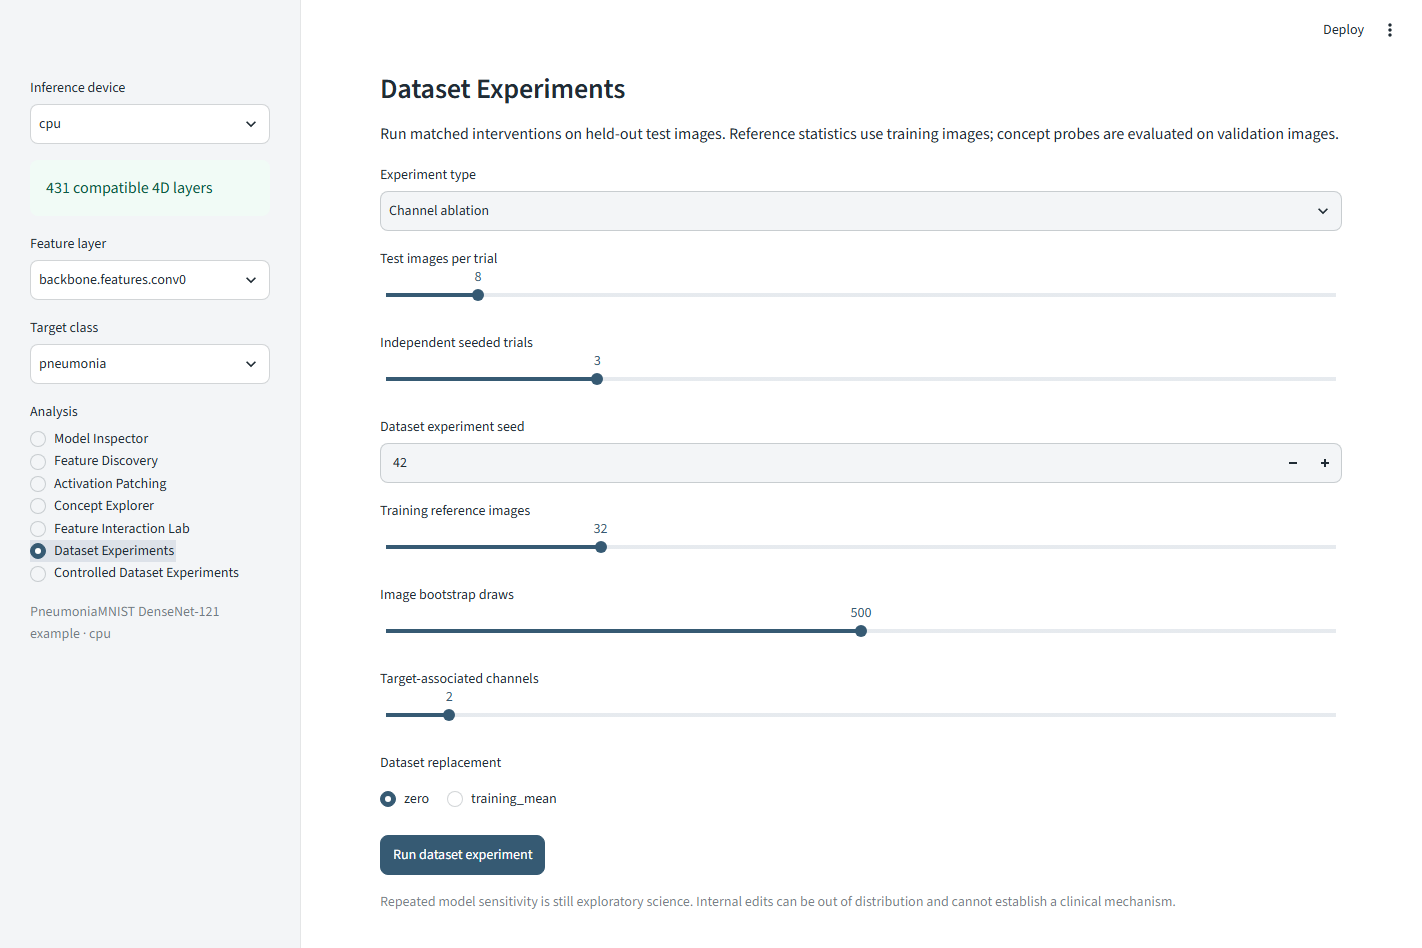 Deploy
Inference device
cpu
431 compatible 4D layers
Feature layer
backbone.features.conv0
Target class
pneumonia
Analysis
Model Inspector
Feature Discovery
Activation Patching
Concept Explorer
Feature Interaction Lab
Dataset Experiments
Controlled Dataset Experiments
PneumoniaMNIST DenseNet-121
example · cpu
Dataset Experiments
Run matched interventions on held-out test images. Reference statistics use training images; concept probes are evaluated on validation images.
Experiment type
Channel ablation
Test images per trial
8
Independent seeded trials
3
Dataset experiment seed
42
Training reference images
32
Image bootstrap draws
500
Target-associated channels
2
Dataset replacement
zero training_mean
Run dataset experiment
Repeated model sensitivity is still exploratory science. Internal edits can be out of distribution and cannot establish a clinical mechanism.